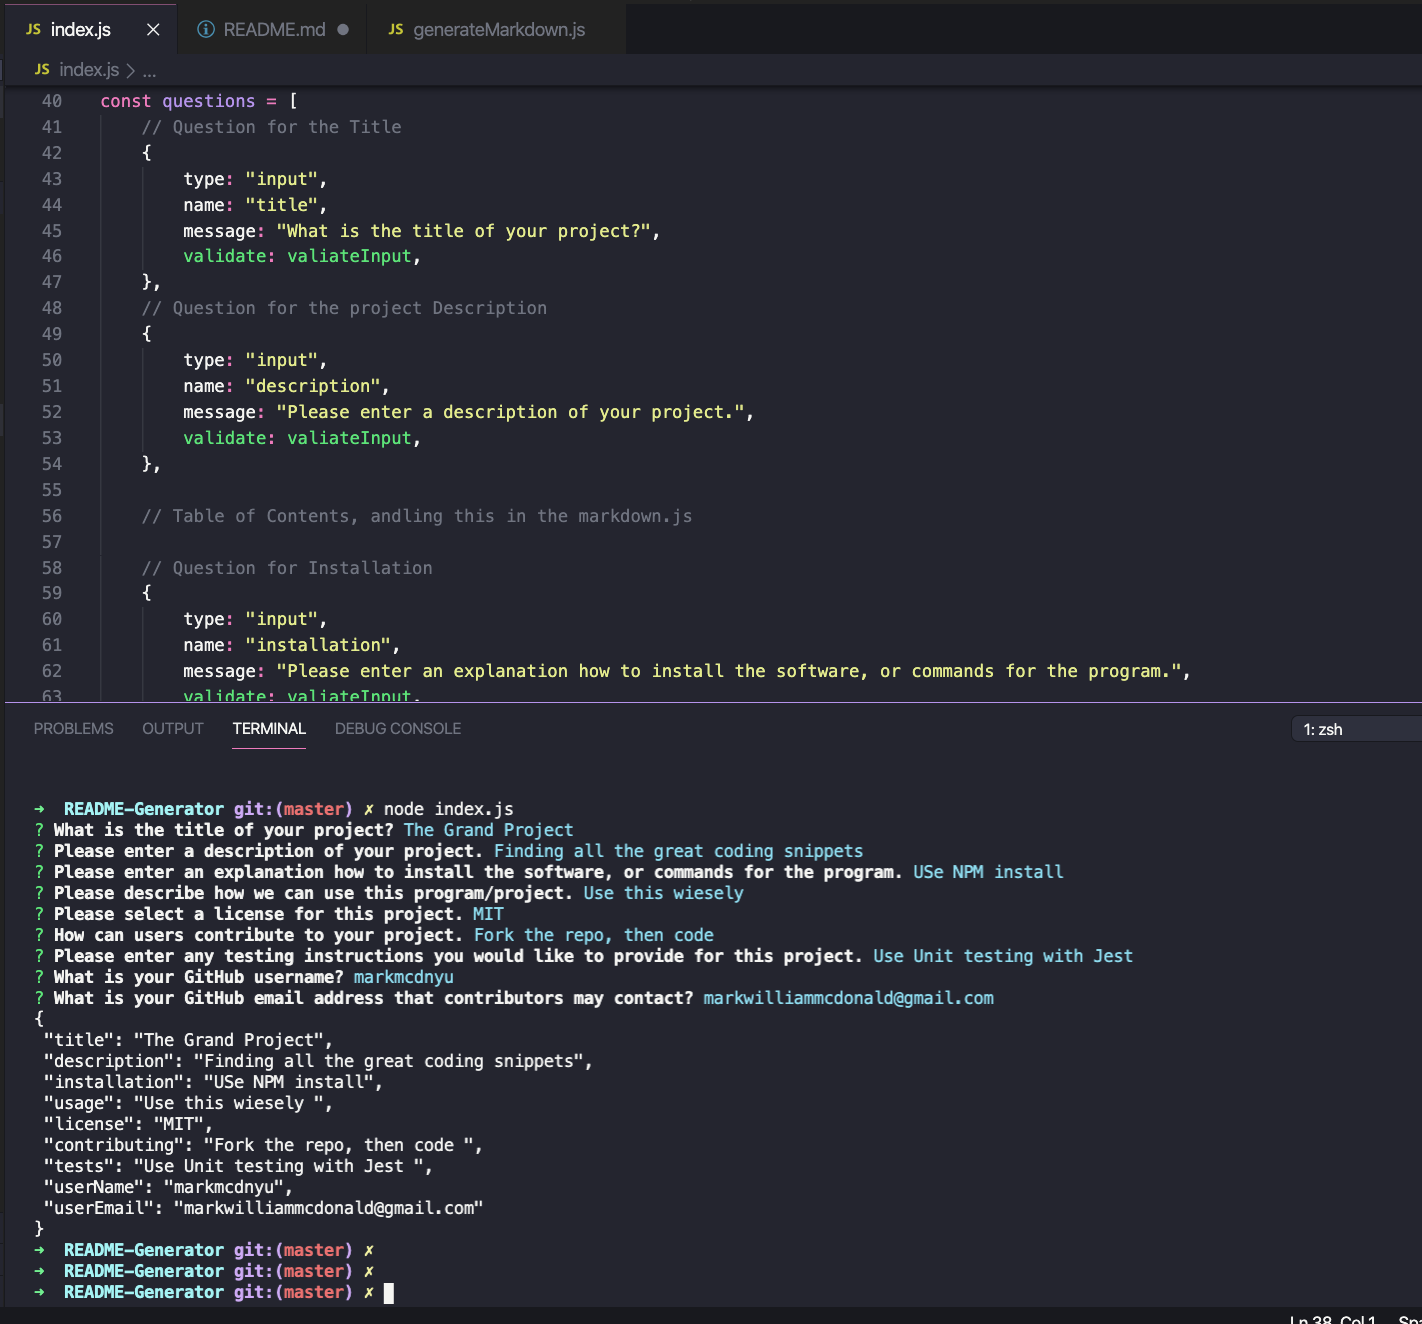 JS index.js × README.md ● JS generateMarkdown.js
JS index.js > ...
40 const questions = [
41 // Question for the Title
42 {
43 type: "input",
44 name: "title",
45 message: "What is the title of your project?",
46 validate: valiateInput,
47 },
48 // Question for the project Description
49 {
50 type: "input",
51 name: "description",
52 message: "Please enter a description of your project.",
53 validate: valiateInput,
54 },
55
56 // Table of Contents, andling this in the markdown.js
57
58 // Question for Installation
59 {
60 type: "input",
61 name: "installation",
62 message: "Please enter an explanation how to install the software, or commands for the program.",
63 validate: valiateInput,
PROBLEMS OUTPUT TERMINAL DEBUG CONSOLE 1: zsh
➜ README-Generator git:(master) ✗ node index.js
? What is the title of your project? The Grand Project
? Please enter a description of your project. Finding all the great coding snippets
? Please enter an explanation how to install the software, or commands for the program. USe NPM install
? Please describe how we can use this program/project. Use this wiesely
? Please select a license for this project. MIT
? How can users contribute to your project. Fork the repo, then code
? Please enter any testing instructions you would like to provide for this project. Use Unit testing with Jest
? What is your GitHub username? markmcdnyu
? What is your GitHub email address that contributors may contact? markwilliammcdonald@gmail.com
{
"title": "The Grand Project",
"description": "Finding all the great coding snippets",
"installation": "USe NPM install",
"usage": "Use this wiesely ",
"license": "MIT",
"contributing": "Fork the repo, then code ",
"tests": "Use Unit testing with Jest ",
"userName": "markmcdnyu",
"userEmail": "markwilliammcdonald@gmail.com"
}
➜ README-Generator git:(master) ✗
➜ README-Generator git:(master) ✗
➜ README-Generator git:(master) ✗
Ln 38, Col 1